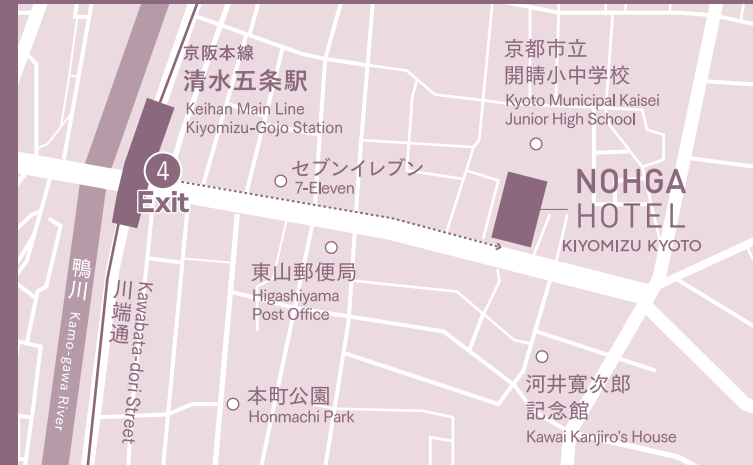 京阪本線
清水五条駅
Keihan Main Line
Kiyomizu-Gojo Station
京都市立
開睛小中学校
Kyoto Municipal Kaisei
Junior High School
4
Exit
セブンイレブン
7-Eleven
NOHGA
HOTEL
KIYOMIZU KYOTO
東山郵便局
Higashiyama
Post Office
鴨川 Kamo-gawa River
川端通
Kawabata-dori Street
本町公園
Honmachi Park
河井寛次郎
記念館
Kawai Kanjiro's House